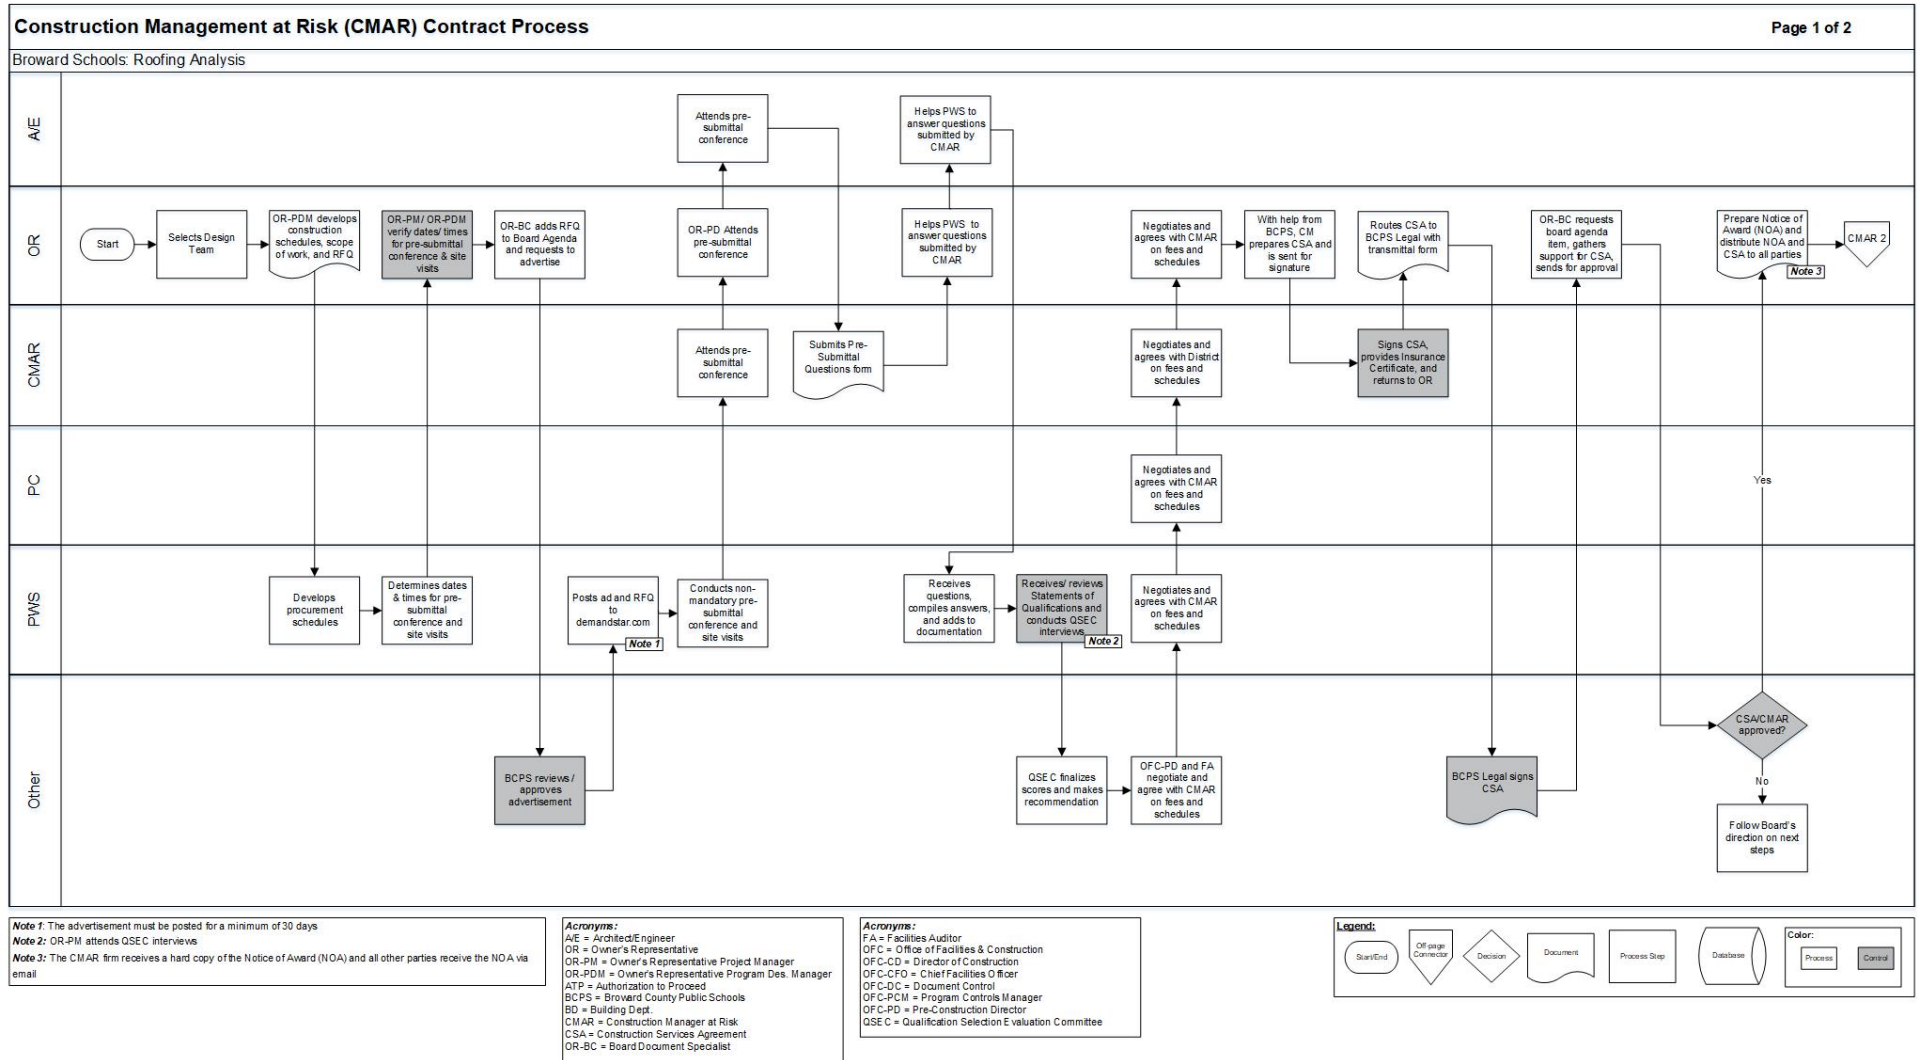 Construction Management at Risk (CMAR) Contract Process
Page 1 of 2
Broward Schools: Roofing Analysis
A/E
Attends pre-
submittal
conference
Helps PWS to
answer questions
submitted by
CMAR
OR
Start
Selects Design
Team
OR-PDM develops
construction
schedules, scope
of work, and RFQ
OR-PM/ OR-PDM
verify dates/ times
for pre-submittal
conference & site
visits
OR-BC adds RFQ
to Board Agenda
and requests to
advertise
OR-PD Attends
pre-submittal
conference
Helps PWS to
answer questions
submitted by
CMAR
Negotiates and
agrees with CMAR
on fees and
schedules
With help from
BCPS, CM
prepares CSA and
is sent for
signature
Routes CSA to
BCPS Legal with
transmittal form
OR-BC requests
board agenda
item, gathers
support for CSA,
sends for approval
Prepare Notice of
Award (NOA) and
distribute NOA and
CSA to all parties
Note 3
CMAR 2
CMAR
Attends pre-
submittal
conference
Submits Pre-
Submittal
Questions form
Negotiates and
agrees with District
on fees and
schedules
Signs CSA,
provides Insurance
Certificate, and
returns to OR
PC
Negotiates and
agrees with CMAR
on fees and
schedules
Yes
PWS
Develops
procurement
schedules
Determines dates
& times for pre-
submittal
conference and
site visits
Posts ad and RFQ
to
demandstar.com
Note 1
Conducts non-
mandatory pre-
submittal
conference and
site visits
Receives
questions,
compiles answers,
and adds to
documentation
Receives/ reviews
Statements of
Qualifications and
conducts QSEC
interviews
Note 2
Negotiates and
agrees with CMAR
on fees and
schedules
Other
BCPS reviews /
approves
advertisement
QSEC finalizes
scores and makes
recommendation
OFC-PD and FA
negotiate and
agree with CMAR
on fees and
schedules
BCPS Legal signs
CSA
CSA/CMAR
approved?
No
Follow Board's
direction on next
steps
Note 1: The advertisement must be posted for a minimum of 30 days
Note 2: OR-PM attends QSEC interviews
Note 3: The CMAR firm receives a hard copy of the Notice of Award (NOA) and all other parties receive the NOA via
email
Acronyms:
A/E = Architect/Engineer
OR = Owner's Representative
OR-PM = Owner's Representative Project Manager
OR-PDM = Owner's Representative Program Des. Manager
ATP = Authorization to Proceed
BCPS = Broward County Public Schools
BD = Building Dept.
CMAR = Construction Manager at Risk
CSA = Construction Services Agreement
OR-BC = Board Document Specialist
Acronyms:
FA = Facilities Auditor
OFC = Office of Facilities & Construction
OFC-CD = Director of Construction
OFC-CFO = Chief Facilities Officer
OFC-DC = Document Control
OFC-PCM = Program Controls Manager
OFC-PD = Pre-Construction Director
QSEC = Qualification Selection Evaluation Committee
Legend:
Start/End
Off-page
Connector
Decision
Document
Process Step
Database
Color:
Process
Control